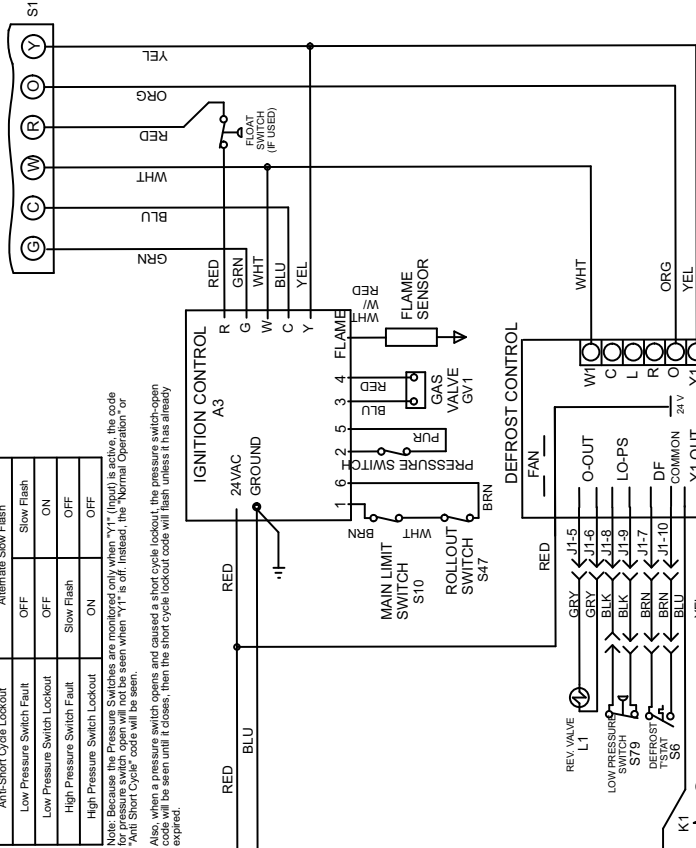 S1
G C W R O Y
GRN
BLU
WHT
RED
ORG
YEL
FLOAT
SWITCH
(IF USED)
Anti-Short Cycle Lockout Alternate Slow Flash
Low Pressure Switch Fault OFF Slow Flash
Low Pressure Switch Lockout OFF ON
High Pressure Switch Fault Slow Flash OFF
High Pressure Switch Lockout ON OFF
Note: Because the Pressure Switches are monitored only when "Y1" (Input) is active, the code
for pressure switch open will not be seen when "Y1" is off. Instead, the "Normal Operation" or
"Anti Short Cycle" code will be seen.
Also, when a pressure switch opens and caused a short cycle lockout, the pressure switch-open
code will be seen until it closes, then the short cycle lockout code will flash unless it has already
expired.
RED
GRN
WHT
BLU
YEL
IGNITION CONTROL
A3
24VAC
GROUND
R
G
W
C
Y
1 6 2 5 3 4 FLAME
RED
BLU
RED
BRN
WHT
BRN
MAIN LIMIT
SWITCH
S10
ROLLOUT
SWITCH
S47
PRESSURE SWITCH
PUR
BLU
RED
GAS
VALVE
GV1
WHT
W/
RED
FLAME
SENSOR
WHT
ORG
YEL
DEFROST CONTROL
FAN
RED
W1
C
L
R
O
X1
24 V
O-OUT
LO-PS
DF
COMMON
Y1 OUT
J1-5
J1-6
J1-8
J1-9
J1-7
J1-10
GRY
GRY
BLK
BLK
BRN
BRN
BLU
YEL
REV. VALVE
L1
LOW PRESSURE
SWITCH
S79
DEFROST
T'STAT
S6
K1